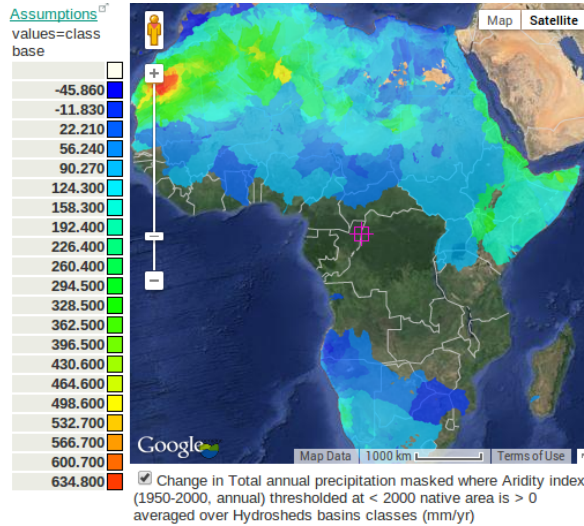 Assumptions
values=class
base
-45.860
-11.830
22.210
56.240
90.270
124.300
158.300
192.400
226.400
260.400
294.500
328.500
362.500
396.500
430.600
464.600
498.600
532.700
566.700
600.700
634.800
Map Satellite
Google
Map Data 1000 km Terms of Use
Change in Total annual precipitation masked where Aridity index
(1950-2000, annual) thresholded at < 2000 native area is > 0
averaged over Hydrosheds basins classes (mm/yr)